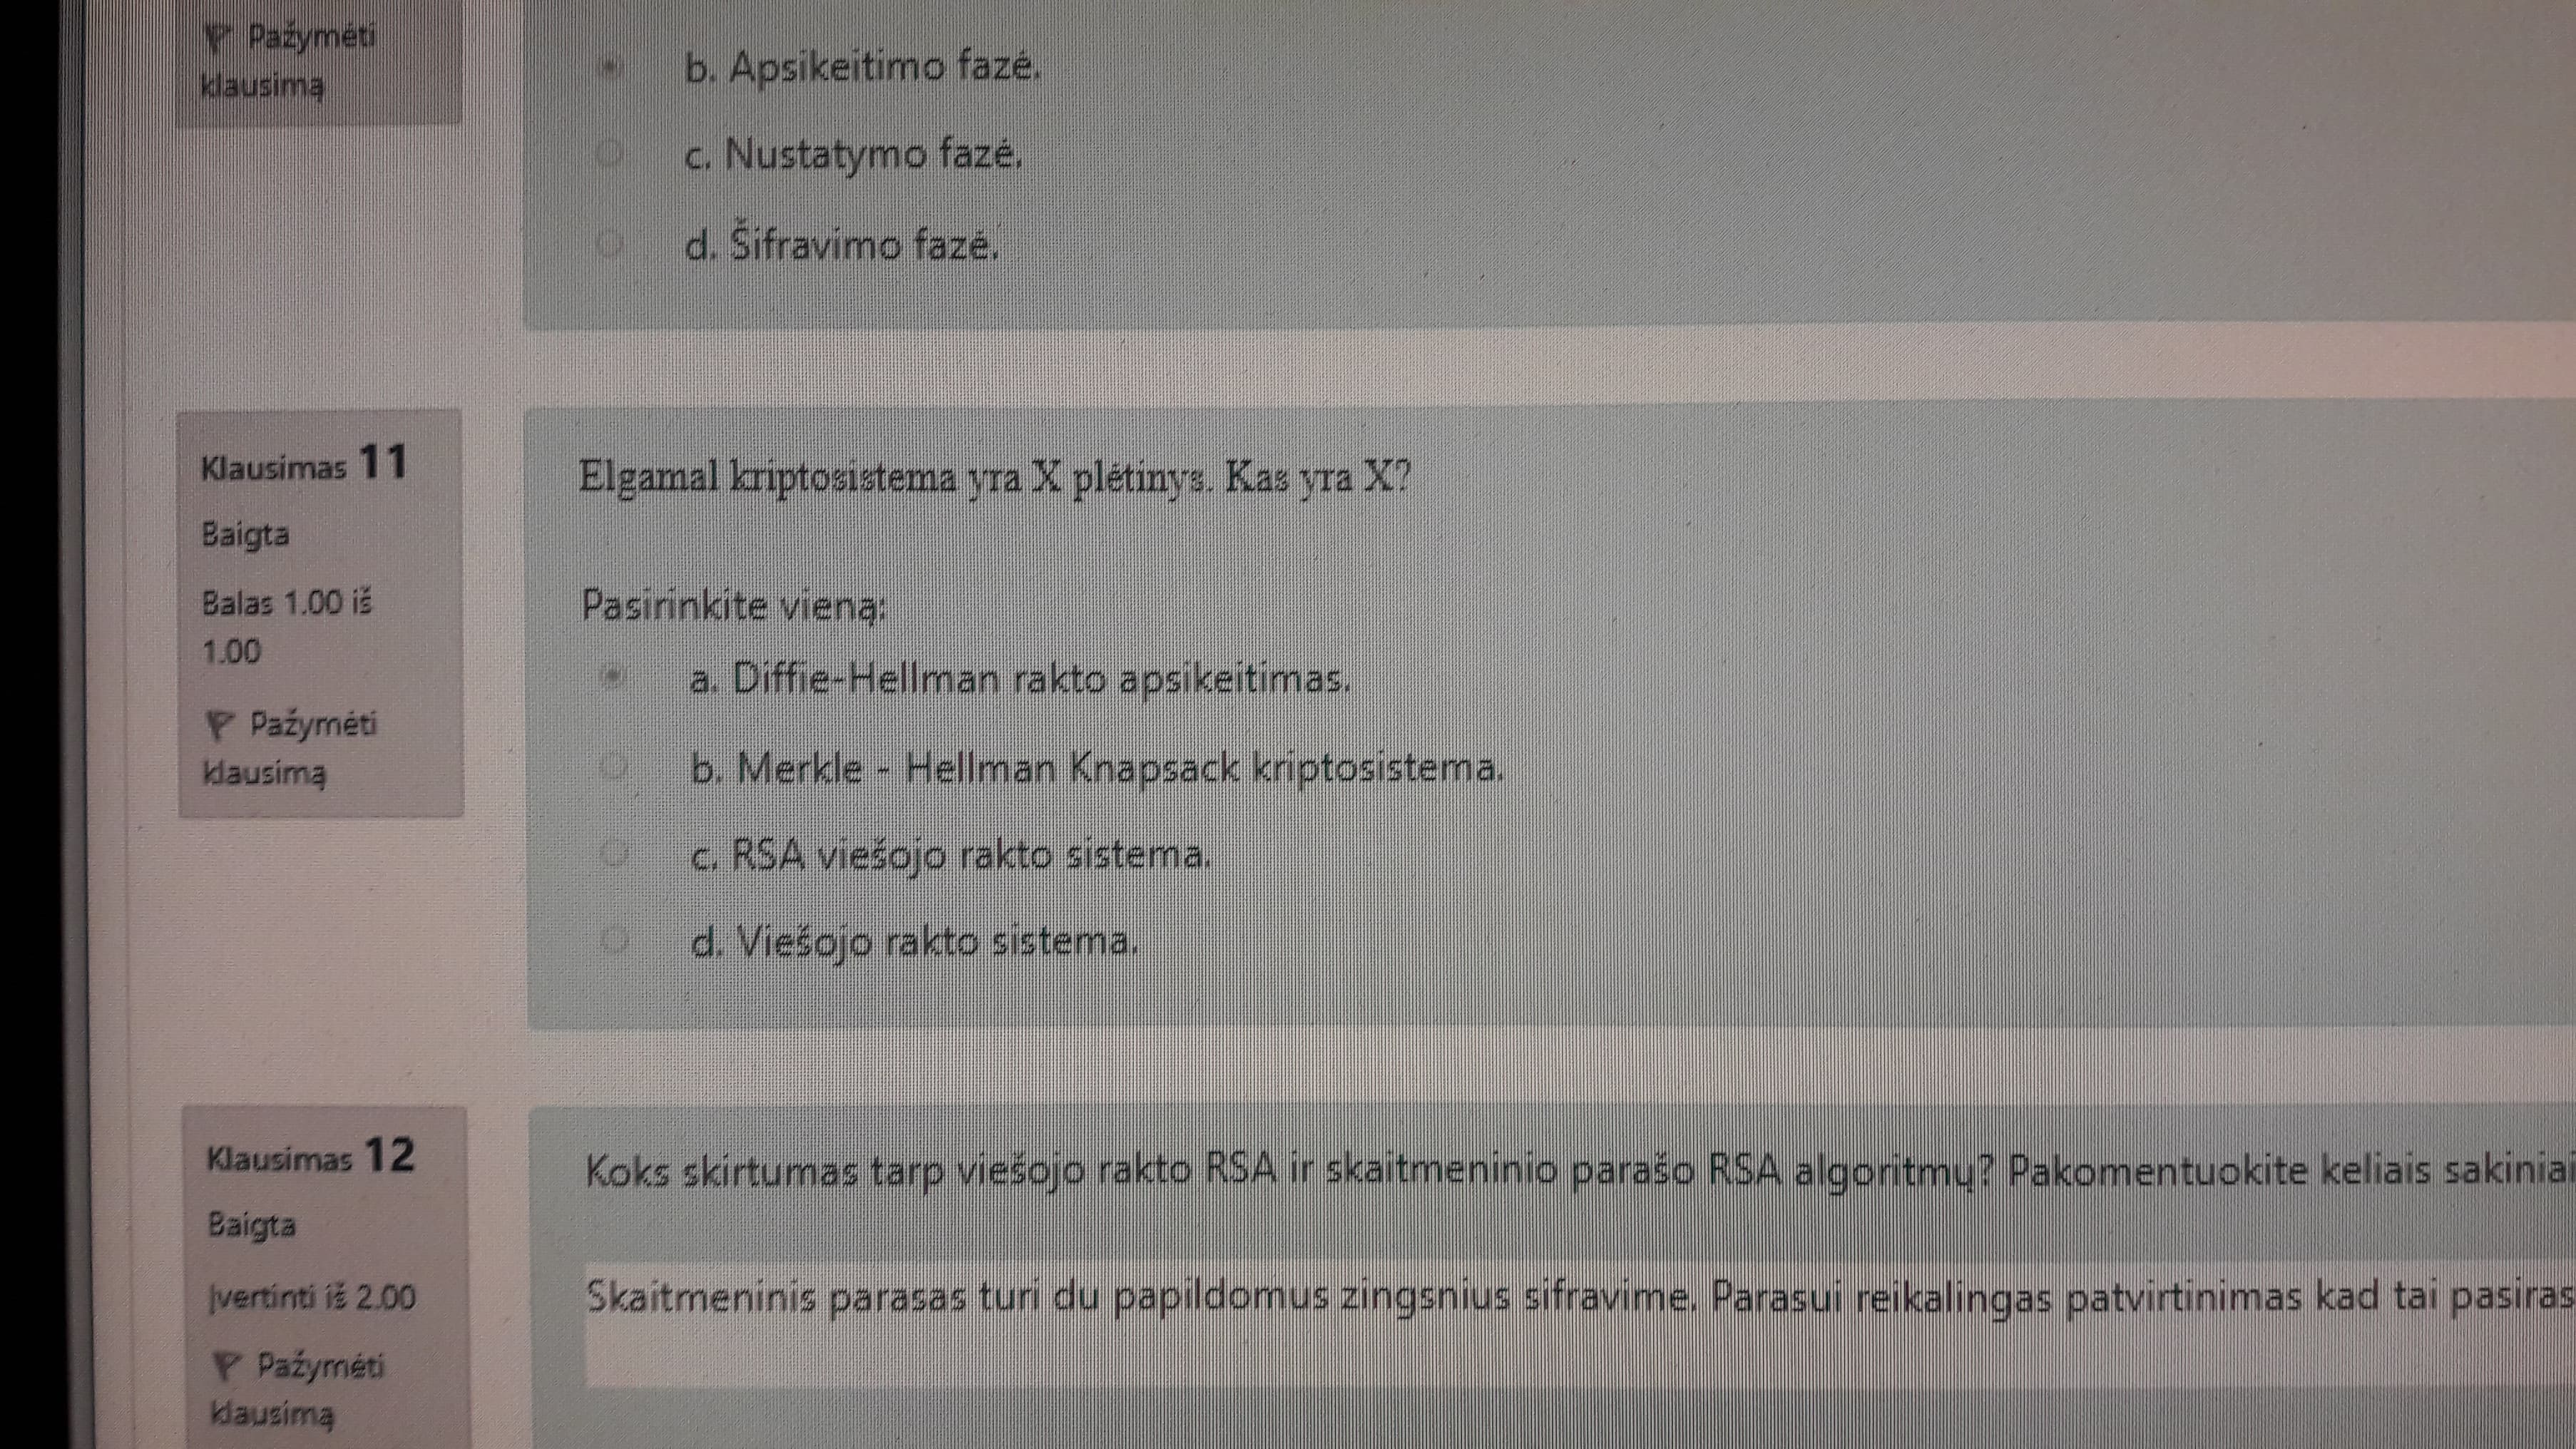 Pažymėti
klausimą
b. Apsikeitimo fazė.
c. Nustatymo fazė.
d. Šifravimo fazė.
Klausimas 11
Baigta
Balas 1.00 iš
1.00
Pažymėti
klausimą
Elgamal kriptosistema yra X plėtinys. Kas yra X?
Pasirinkite vieną:
a. Diffie-Hellman rakto apsikeitimas.
b. Merkle - Hellman Knapsack kriptosistema.
c. RSA viešojo rakto sistema.
d. Viešojo rakto sistema.
Klausimas 12
Baigta
Įvertinti iš 2.00
Pažymėti
klausimą
Koks skirtumas tarp viešojo rakto RSA ir skaitmeninio parašo RSA algoritmų? Pakomentuokite keliais sakiniai
Skaitmeninis parasas turi du papildomus zingsnius sifravime. Parasui reikalingas patvirtinimas kad tai pasiras